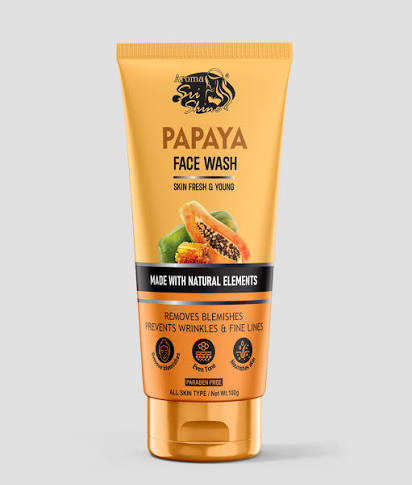 Aroma ®
Sri
Shine
PAPAYA
FACE WASH
SKIN FRESH & YOUNG
MADE WITH NATURAL ELEMENTS
REMOVES BLEMISHES
PREVENTS WRINKLES & FINE LINES
Blemishes Even Tone
PARABEN FREE
ALL SKIN TYPE / Net Wt.100g